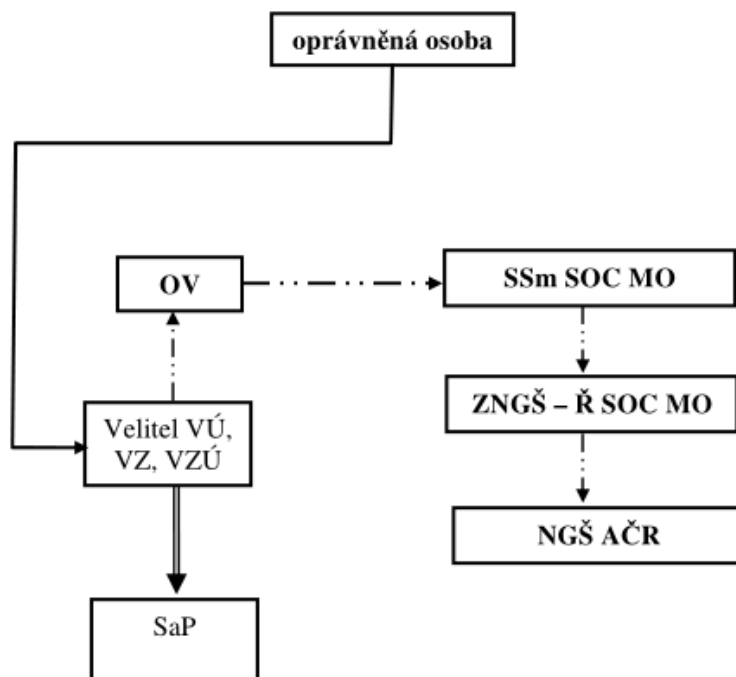 oprávněná osoba
OV
SSm SOC MO
ZNGŠ – Ř SOC MO
Velitel VÚ,
VZ, VZÚ
NGŠ AČR
SaP